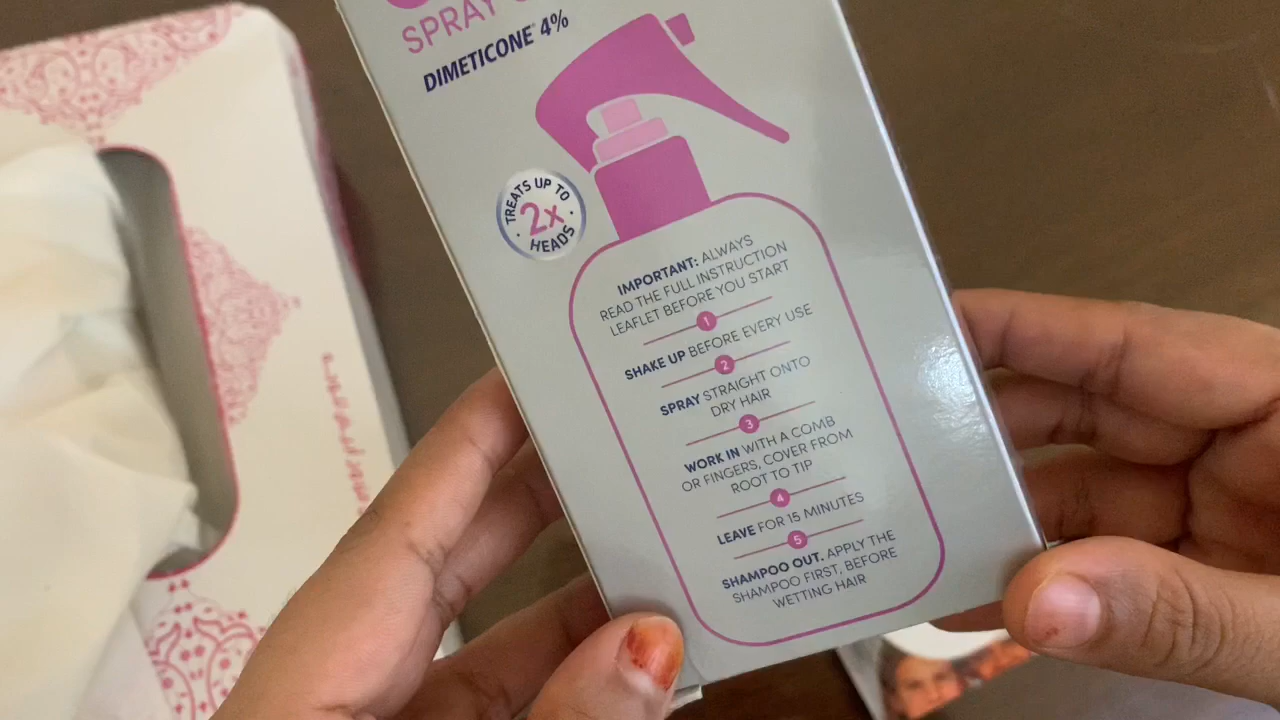 SPRAY
DIMETICONE 4%
TREATS UP TO
2x
HEADS
IMPORTANT: ALWAYS
READ THE FULL INSTRUCTION
LEAFLET BEFORE YOU START
1
SHAKE UP BEFORE EVERY USE
2
SPRAY STRAIGHT ONTO
DRY HAIR
3
WORK IN WITH A COMB
OR FINGERS, COVER FROM
ROOT TO TIP
4
LEAVE FOR 15 MINUTES
5
SHAMPOO OUT. APPLY THE
SHAMPOO FIRST, BEFORE
WETTING HAIR